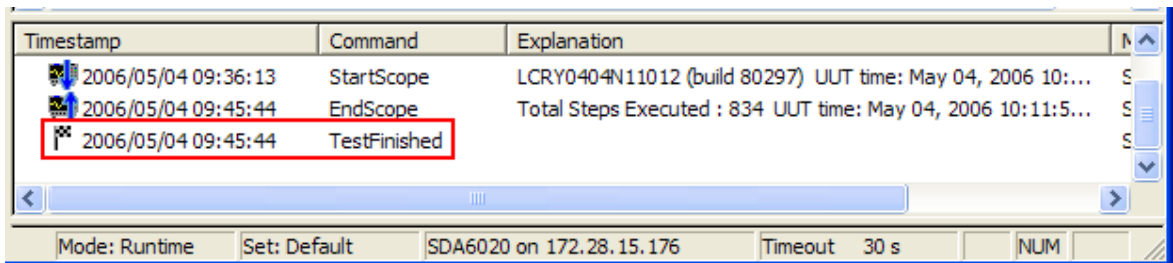 Timestamp Command Explanation
2006/05/04 09:36:13 StartScope LCRY0404N11012 (build 80297) UUT time: May 04, 2006 10:...
2006/05/04 09:45:44 EndScope Total Steps Executed : 834 UUT time: May 04, 2006 10:11:5...
2006/05/04 09:45:44 TestFinished
Mode: Runtime Set: Default SDA6020 on 172.28.15.176 Timeout 30 s NUM